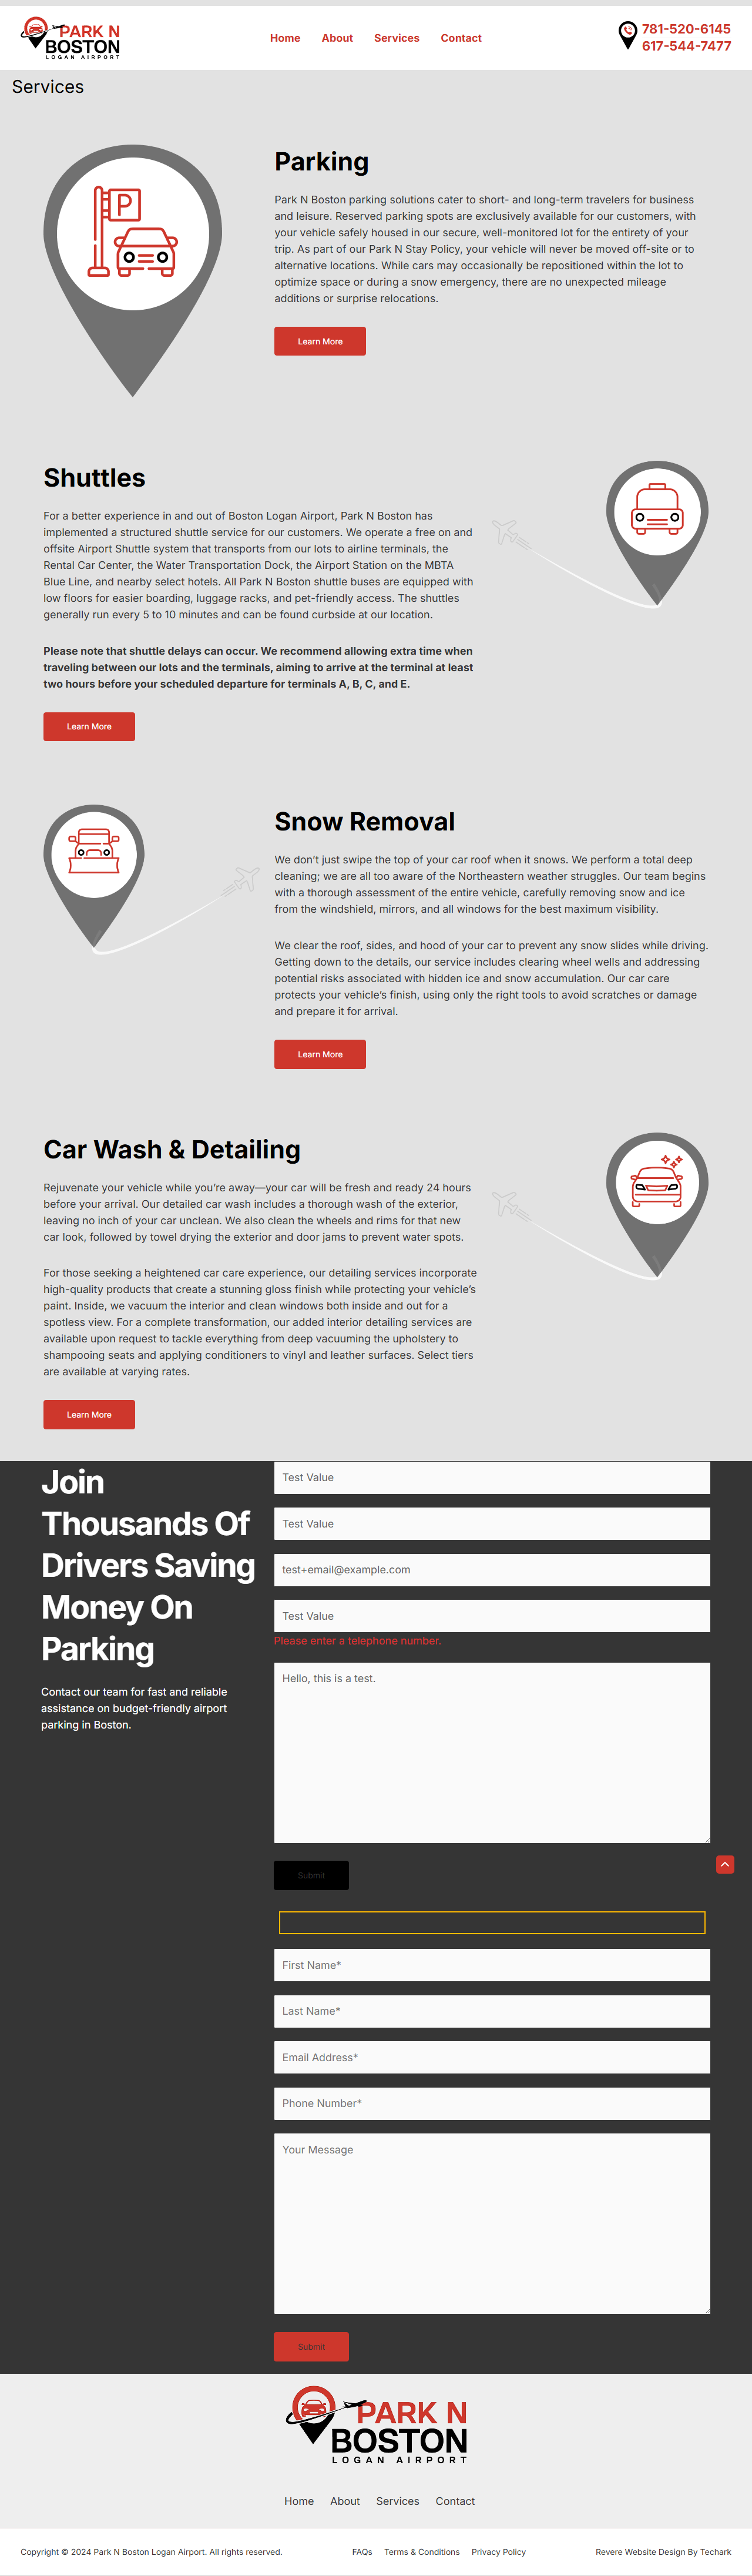 PARK N
BOSTON
LOGAN AIRPORT
Home About Services Contact
781-520-6145
617-544-7477
Services
P
Parking
Park N Boston parking solutions cater to short- and long-term travelers for business
and leisure. Reserved parking spots are exclusively available for our customers, with
your vehicle safely housed in our secure, well-monitored lot for the entirety of your
trip. As part of our Park N Stay Policy, your vehicle will never be moved off-site or to
alternative locations. While cars may occasionally be repositioned within the lot to
optimize space or during a snow emergency, there are no unexpected mileage
additions or surprise relocations.
Learn More
Shuttles
For a better experience in and out of Boston Logan Airport, Park N Boston has
implemented a structured shuttle service for our customers. We operate a free on and
offsite Airport Shuttle system that transports from our lots to airline terminals, the
Rental Car Center, the Water Transportation Dock, the Airport Station on the MBTA
Blue Line, and nearby select hotels. All Park N Boston shuttle buses are equipped with
low floors for easier boarding, luggage racks, and pet-friendly access. The shuttles
generally run every 5 to 10 minutes and can be found curbside at our location.
Please note that shuttle delays can occur. We recommend allowing extra time when
traveling between our lots and the terminals, aiming to arrive at the terminal at least
two hours before your scheduled departure for terminals A, B, C, and E.
Learn More
Snow Removal
We don’t just swipe the top of your car roof when it snows. We perform a total deep
cleaning; we are all too aware of the Northeastern weather struggles. Our team begins
with a thorough assessment of the entire vehicle, carefully removing snow and ice
from the windshield, mirrors, and all windows for the best maximum visibility.
We clear the roof, sides, and hood of your car to prevent any snow slides while driving.
Getting down to the details, our service includes clearing wheel wells and addressing
potential risks associated with hidden ice and snow accumulation. Our car care
protects your vehicle’s finish, using only the right tools to avoid scratches or damage
and prepare it for arrival.
Learn More
Car Wash & Detailing
Rejuvenate your vehicle while you’re away—your car will be fresh and ready 24 hours
before your arrival. Our detailed car wash includes a thorough wash of the exterior,
leaving no inch of your car unclean. We also clean the wheels and rims for that new
car look, followed by towel drying the exterior and door jams to prevent water spots.
For those seeking a heightened car care experience, our detailing services incorporate
high-quality products that create a stunning gloss finish while protecting your vehicle’s
paint. Inside, we vacuum the interior and clean windows both inside and out for a
spotless view. For a complete transformation, our added interior detailing services are
available upon request to tackle everything from deep vacuuming the upholstery to
shampooing seats and applying conditioners to vinyl and leather surfaces. Select tiers
are available at varying rates.
Learn More
Join
Thousands Of
Drivers Saving
Money On
Parking
Contact our team for fast and reliable
assistance on budget-friendly airport
parking in Boston.
Test Value
Test Value
test+email@example.com
Test Value
Please enter a telephone number.
Hello, this is a test.
Submit
First Name*
Last Name*
Email Address*
Phone Number*
Your Message
Submit
PARK N
BOSTON
LOGAN AIRPORT
Home About Services Contact
Copyright © 2024 Park N Boston Logan Airport. All rights reserved. FAQs Terms & Conditions Privacy Policy Revere Website Design By Techark